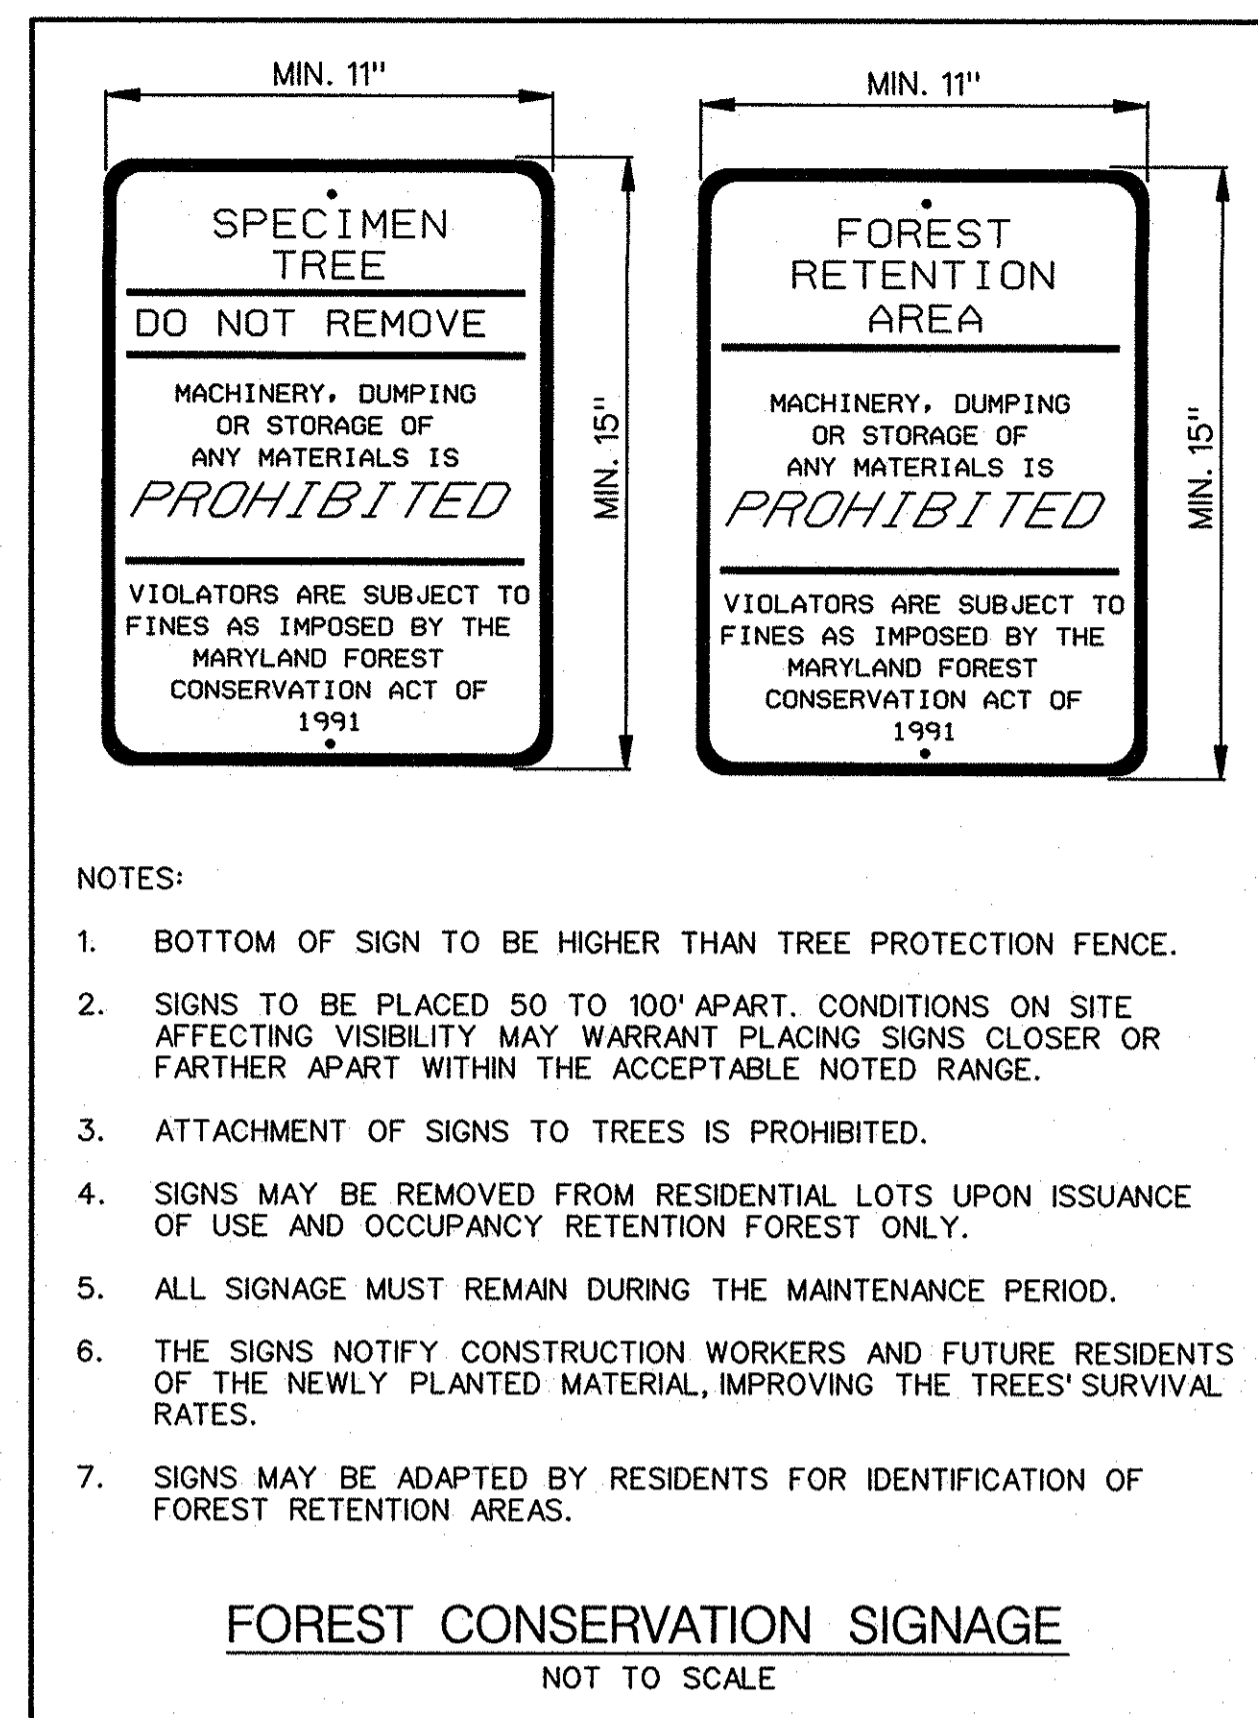 MIN. 11"
SPECIMEN
TREE
DO NOT REMOVE
MACHINERY, DUMPING
OR STORAGE OF
ANY MATERIALS IS
PROHIBITED
VIOLATORS ARE SUBJECT TO
FINES AS IMPOSED BY THE
MARYLAND FOREST
CONSERVATION ACT OF
1991
MIN. 15"
MIN. 11"
FOREST
RETENTION
AREA
MACHINERY, DUMPING
OR STORAGE OF
ANY MATERIALS IS
PROHIBITED
VIOLATORS ARE SUBJECT TO
FINES AS IMPOSED BY THE
MARYLAND FOREST
CONSERVATION ACT OF
1991
MIN. 15"
NOTES:
1. BOTTOM OF SIGN TO BE HIGHER THAN TREE PROTECTION FENCE.
2. SIGNS TO BE PLACED 50 TO 100' APART. CONDITIONS ON SITE
AFFECTING VISIBILITY MAY WARRANT PLACING SIGNS CLOSER OR
FARTHER APART WITHIN THE ACCEPTABLE NOTED RANGE.
3. ATTACHMENT OF SIGNS TO TREES IS PROHIBITED.
4. SIGNS MAY BE REMOVED FROM RESIDENTIAL LOTS UPON ISSUANCE
OF USE AND OCCUPANCY RETENTION FOREST ONLY.
5. ALL SIGNAGE MUST REMAIN DURING THE MAINTENANCE PERIOD.
6. THE SIGNS NOTIFY CONSTRUCTION WORKERS AND FUTURE RESIDENTS
OF THE NEWLY PLANTED MATERIAL, IMPROVING THE TREES' SURVIVAL
RATES.
7. SIGNS MAY BE ADAPTED BY RESIDENTS FOR IDENTIFICATION OF
FOREST RETENTION AREAS.
FOREST CONSERVATION SIGNAGE
NOT TO SCALE